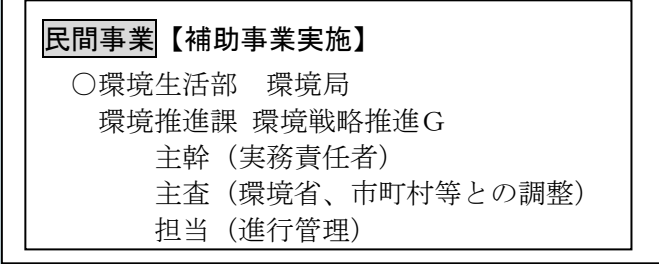 民間事業【補助事業実施】
○環境生活部　環境局
環境推進課 環境戦略推進Ｇ
主幹（実務責任者）
主査（環境省、市町村等との調整）
担当（進行管理）